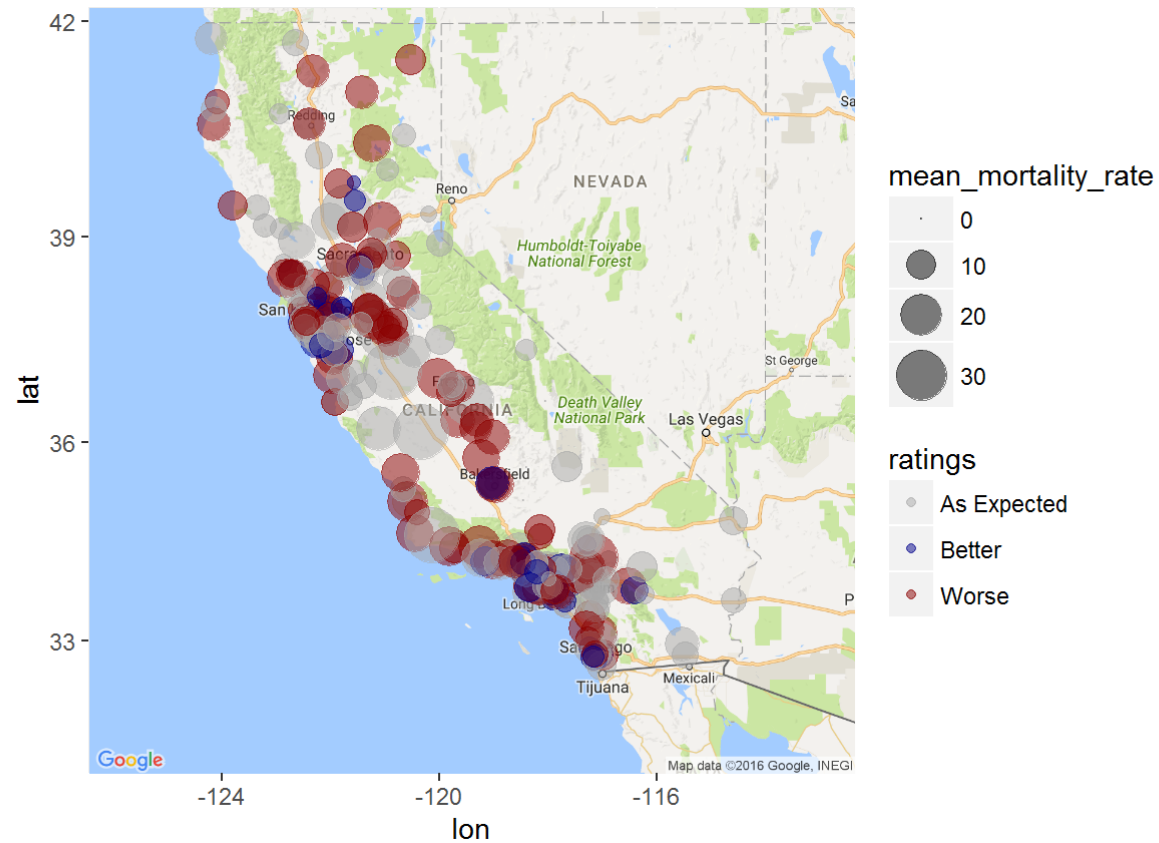 42
39
36
33
lat
-124
-120
-116
lon
Redding
Reno
NEVADA
Humboldt-Toiyabe
National Forest
San
ose
CALIFORNIA
St George
Death Valley
National Park
Las Vegas
Long
Mexicali
Tijuana
Google
Map data ©2016 Google, INEGI
mean_mortality_rate
0
10
20
30
ratings
As Expected
Better
Worse